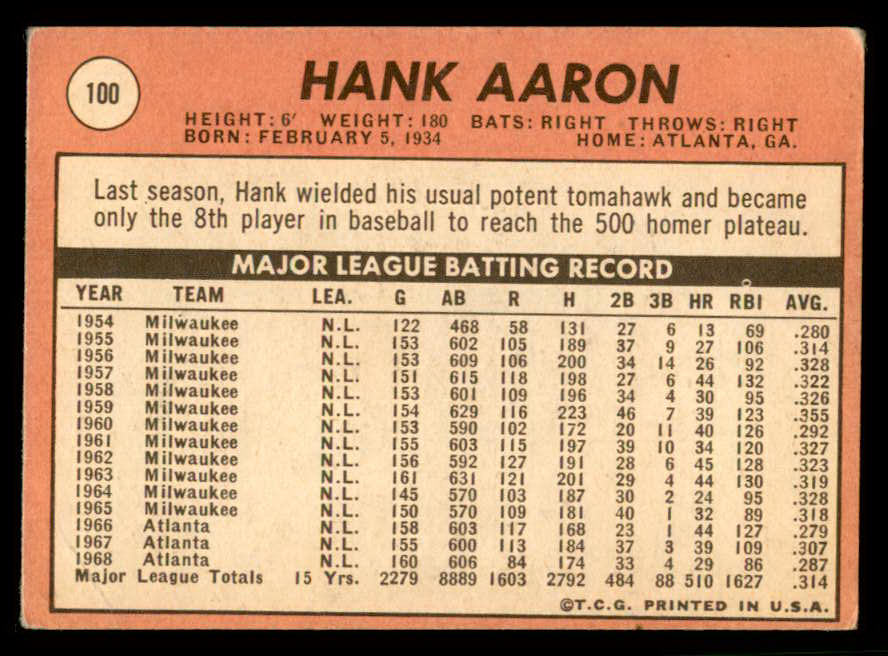 100
HANK AARON
HEIGHT: 6' WEIGHT: 180 BATS: RIGHT THROWS: RIGHT
BORN: FEBRUARY 5, 1934 HOME: ATLANTA, GA.
Last season, Hank wielded his usual potent tomahawk and became
only the 8th player in baseball to reach the 500 homer plateau.
MAJOR LEAGUE BATTING RECORD
YEAR TEAM LEA. G AB R H 2B 3B HR RBI AVG.
1954 Milwaukee N.L. 122 468 58 131 27 6 13 69 .280
1955 Milwaukee N.L. 153 602 105 189 37 9 27 106 .314
1956 Milwaukee N.L. 153 609 106 200 34 14 26 92 .328
1957 Milwaukee N.L. 151 615 118 198 27 6 44 132 .322
1958 Milwaukee N.L. 153 601 109 196 34 4 30 95 .326
1959 Milwaukee N.L. 154 629 116 223 46 7 39 123 .355
1960 Milwaukee N.L. 153 590 102 172 20 11 40 126 .292
1961 Milwaukee N.L. 155 603 115 197 39 10 34 120 .327
1962 Milwaukee N.L. 156 592 127 191 28 6 45 128 .323
1963 Milwaukee N.L. 161 631 121 201 29 4 44 130 .319
1964 Milwaukee N.L. 145 570 103 187 30 2 24 95 .328
1965 Milwaukee N.L. 150 570 109 181 40 1 32 89 .318
1966 Atlanta N.L. 158 603 117 168 23 1 44 127 .279
1967 Atlanta N.L. 155 600 113 184 37 3 39 109 .307
1968 Atlanta N.L. 160 606 84 174 33 4 29 86 .287
Major League Totals 15 Yrs. 2279 8889 1603 2792 484 88 510 1627 .314
©T.C.G. PRINTED IN U.S.A.